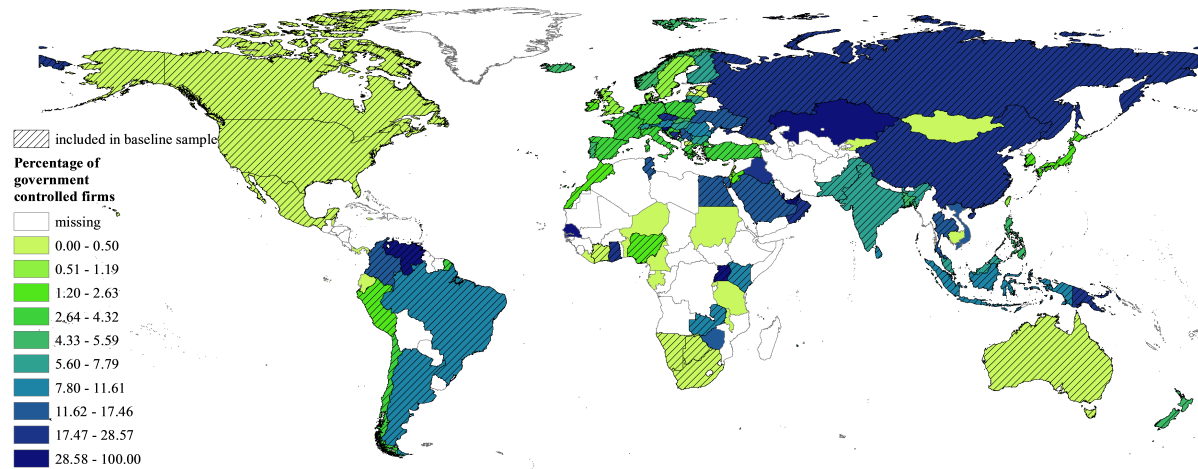 included in baseline sample
Percentage of
government
controlled firms
missing
0.00 - 0.50
0.51 - 1.19
1.20 - 2.63
2.64 - 4.32
4.33 - 5.59
5.60 - 7.79
7.80 - 11.61
11.62 - 17.46
17.47 - 28.57
28.58 - 100.00